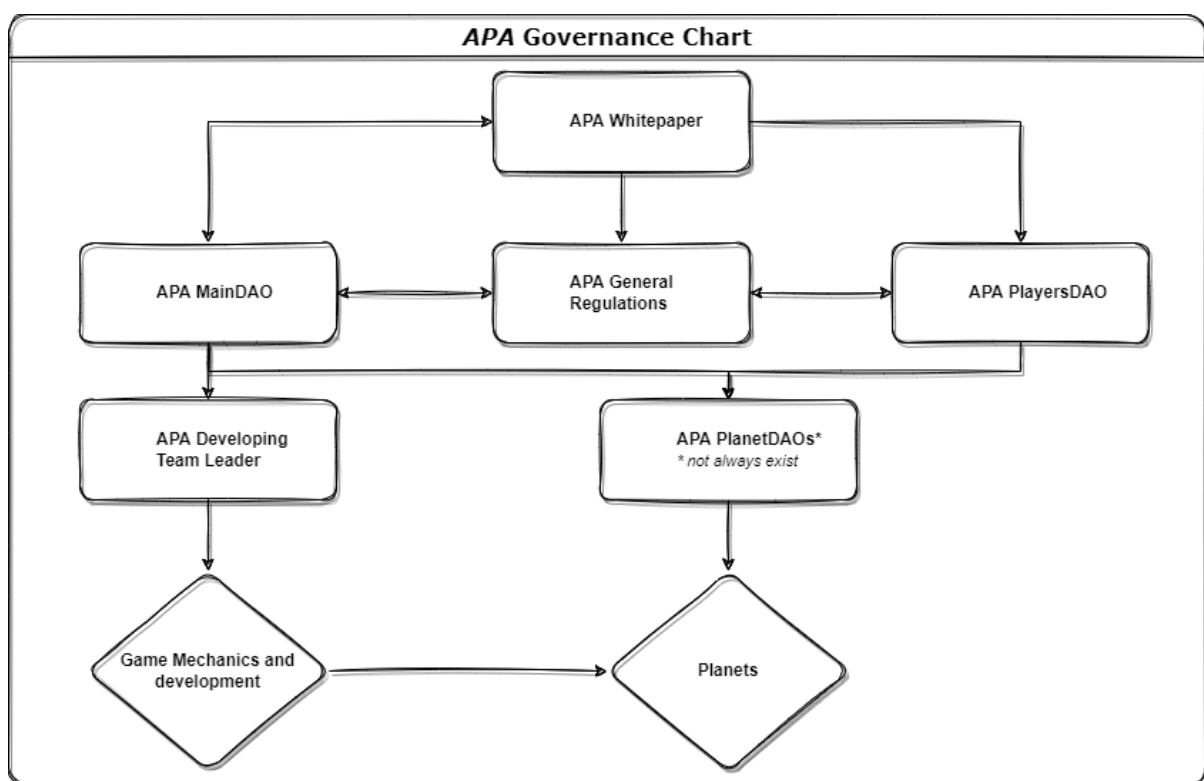 APA Governance Chart
APA Whitepaper
APA MainDAO
APA General
Regulations
APA PlayersDAO
APA Developing
Team Leader
APA PlanetDAOs*
* not always exist
Game Mechanics and
development
Planets